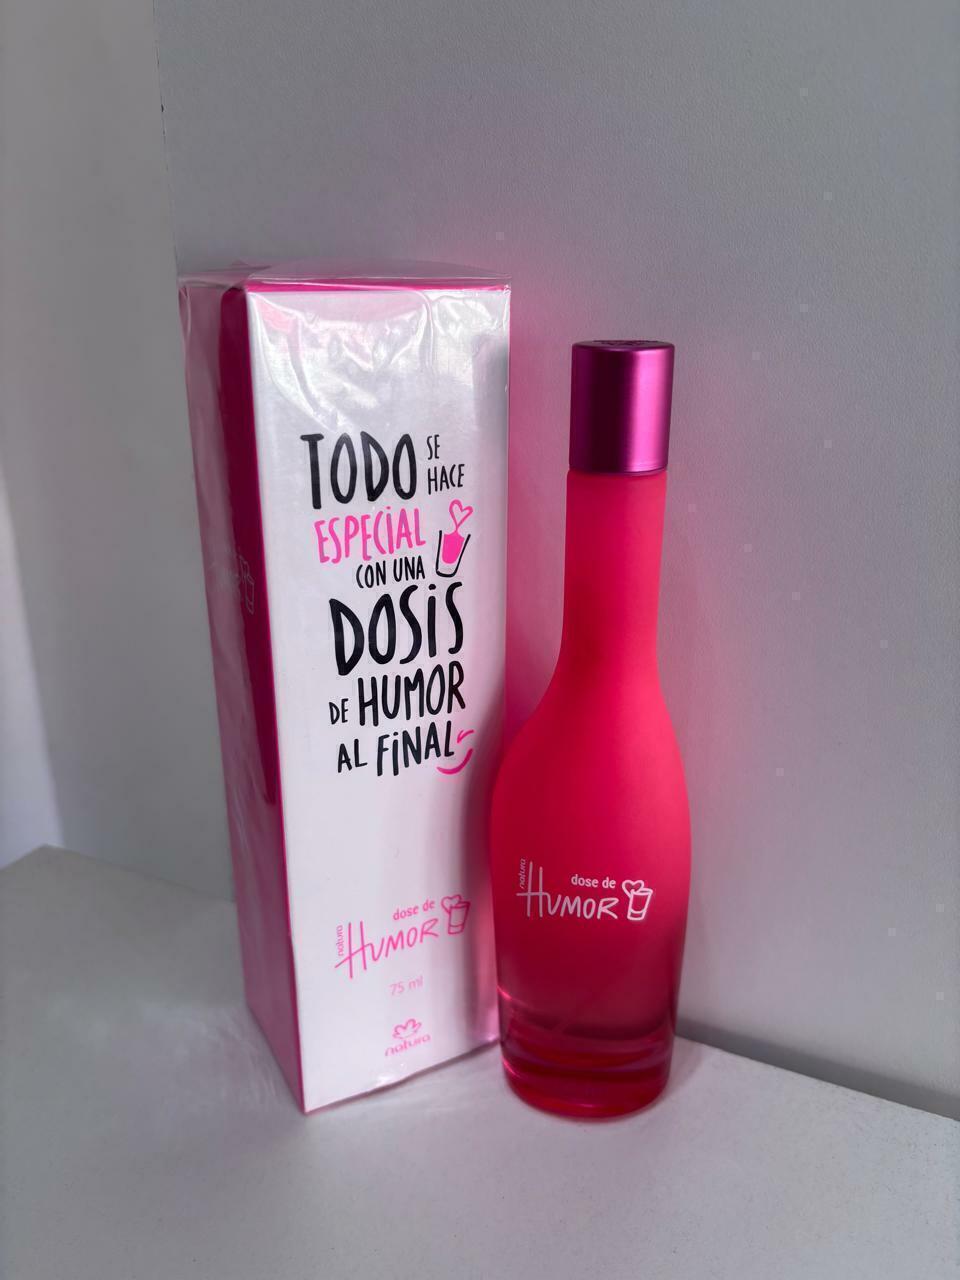 TODO SE HACE
ESPECIAL
CON UNA
DOSIS
DE HUMOR
AL FINAL
dose de
natura HUMOR
75 ml
natura
dose de
natura HUMOR